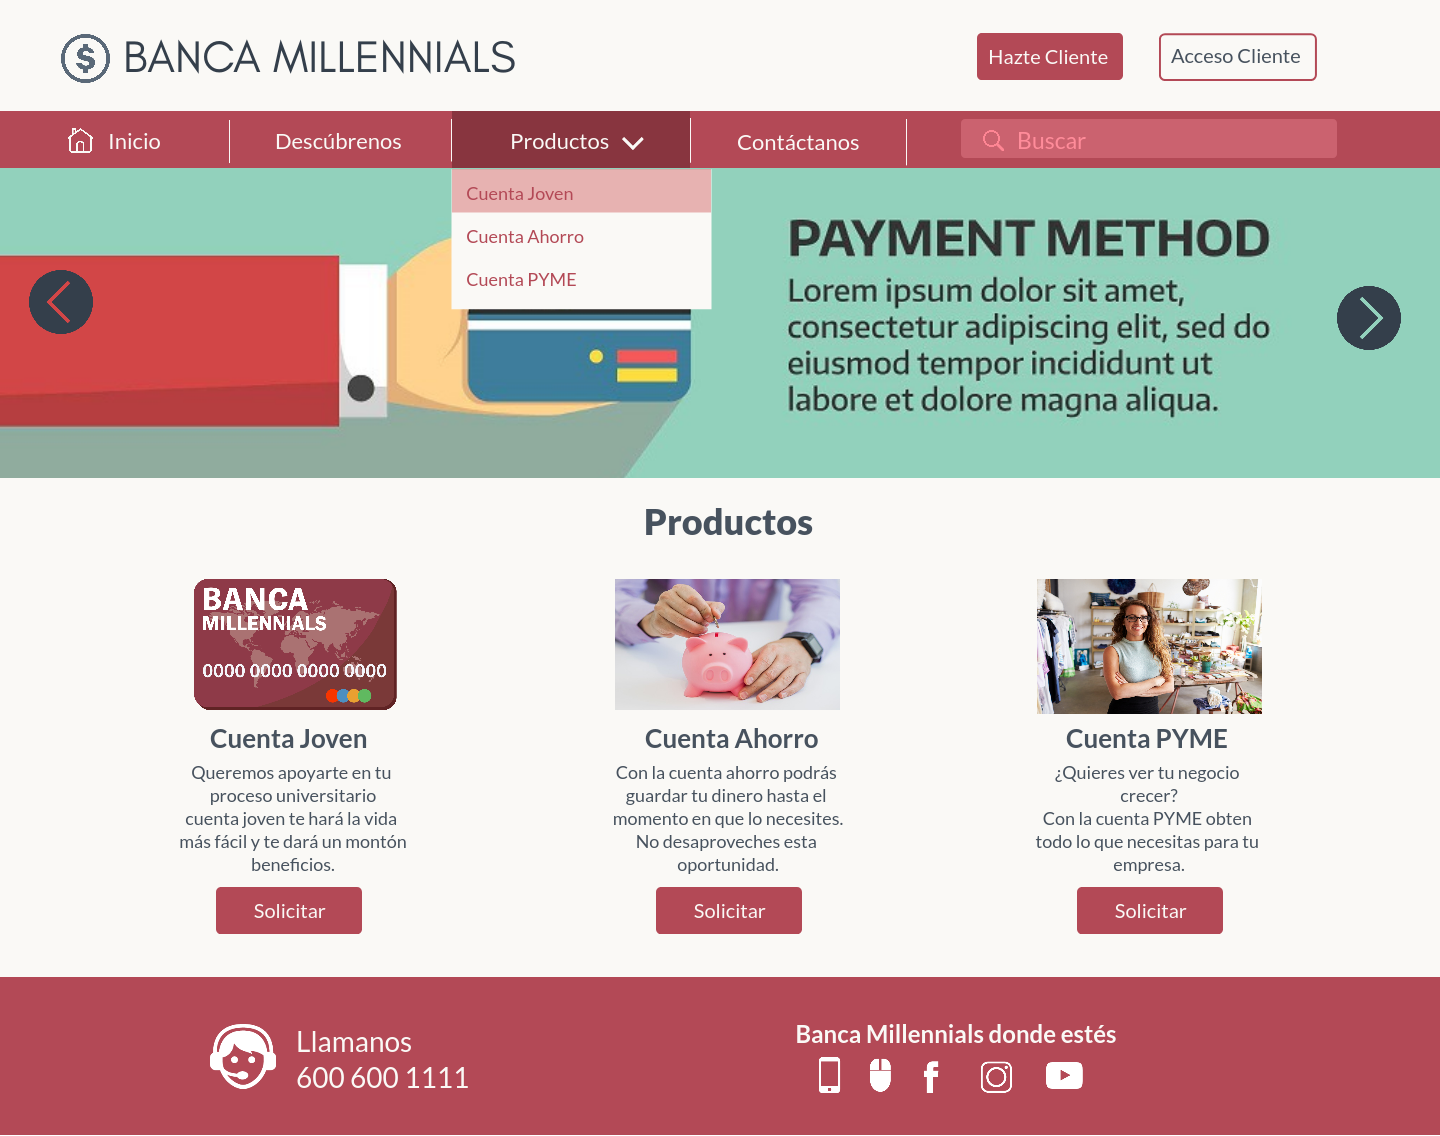 BANCA MILLENNIALS
Hazte Cliente
Acceso Cliente
Inicio
Descúbrenos
Productos
Contáctanos
Buscar
Cuenta Joven
Cuenta Ahorro
Cuenta PYME
PAYMENT METHOD
Lorem ipsum dolor sit amet,
consectetur adipiscing elit, sed do
eiusmod tempor incididunt ut
labore et dolore magna aliqua.
Productos
BANCA
MILLENNIALS
0000 0000 0000 0000
Cuenta Joven
Queremos apoyarte en tu
proceso universitario
cuenta joven te hará la vida
más fácil y te dará un montón
beneficios.
Solicitar
Cuenta Ahorro
Con la cuenta ahorro podrás
guardar tu dinero hasta el
momento en que lo necesites.
No desaproveches esta
oportunidad.
Solicitar
Cuenta PYME
¿Quieres ver tu negocio
crecer?
Con la cuenta PYME obten
todo lo que necesitas para tu
empresa.
Solicitar
Llamanos
600 600 1111
Banca Millennials donde estés